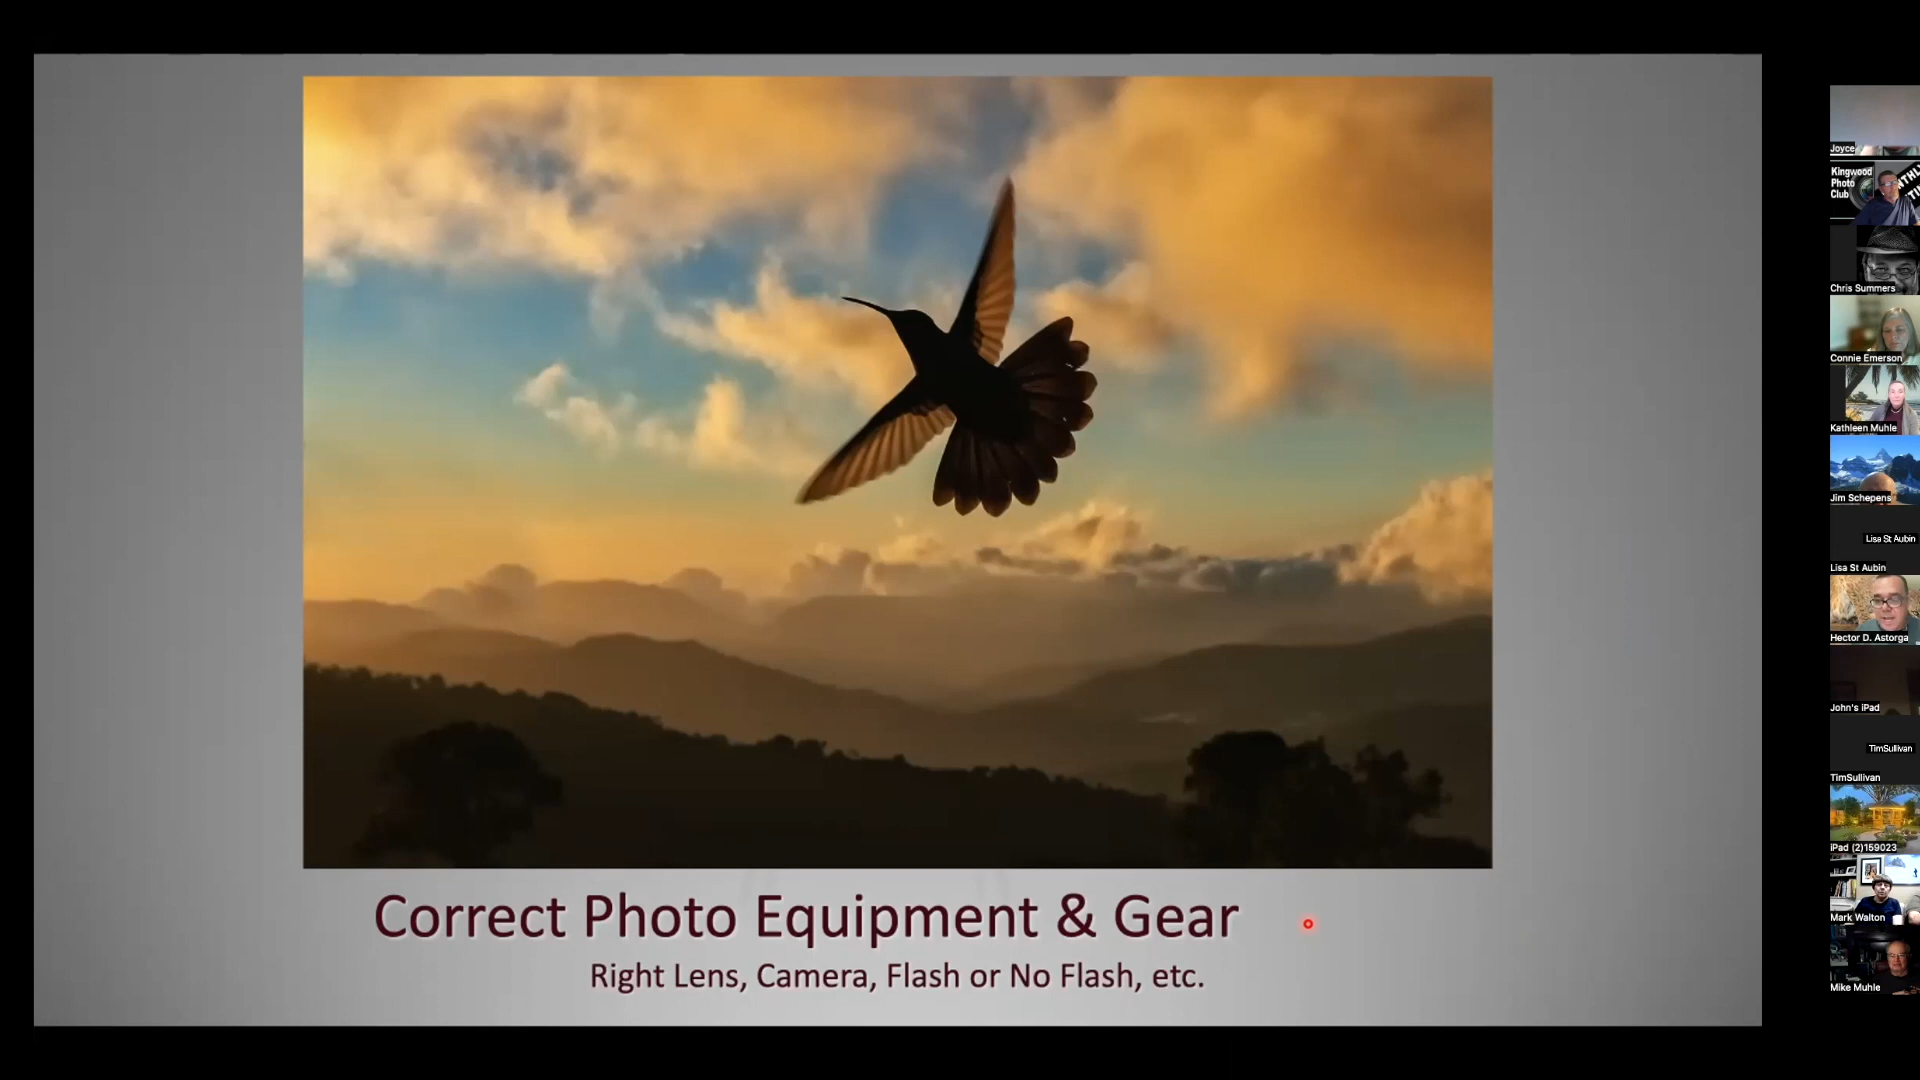 Correct Photo Equipment & Gear
Right Lens, Camera, Flash or No Flash, etc.
Joyce
Kingwood
Photo
Club
Chris Summers
Connie Emerson
Kathleen Muhle
Jim Schepens
Lisa St Aubin
Lisa St Aubin
Hector D. Astorga
John's iPad
TimSullivan
TimSullivan
iPad (2)159023
Mark Walton
Mike Muhle